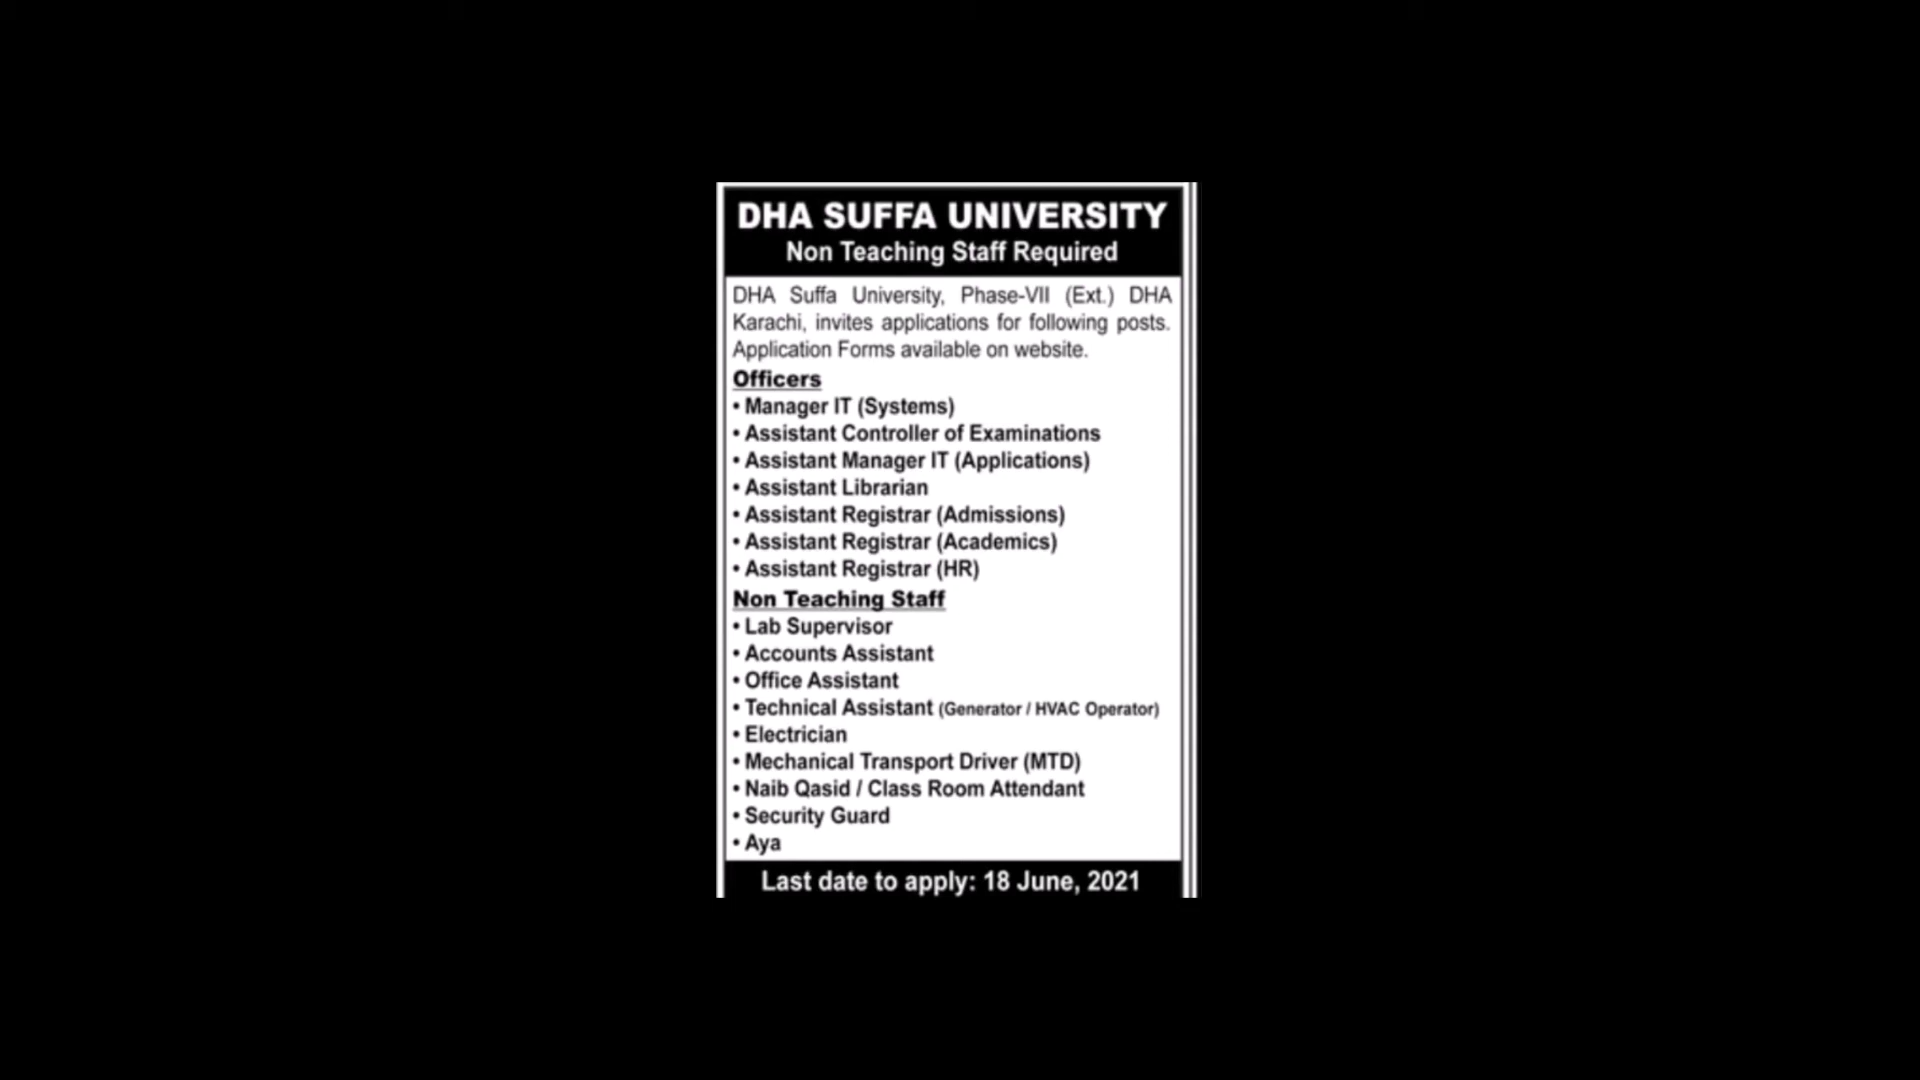 DHA SUFFA UNIVERSITY
Non Teaching Staff Required
DHA Suffa University, Phase-VII (Ext.) DHA
Karachi, invites applications for following posts.
Application Forms available on website.
Officers
• Manager IT (Systems)
• Assistant Controller of Examinations
• Assistant Manager IT (Applications)
• Assistant Librarian
• Assistant Registrar (Admissions)
• Assistant Registrar (Academics)
• Assistant Registrar (HR)
Non Teaching Staff
• Lab Supervisor
• Accounts Assistant
• Office Assistant
• Technical Assistant (Generator / HVAC Operator)
• Electrician
• Mechanical Transport Driver (MTD)
• Naib Qasid / Class Room Attendant
• Security Guard
• Aya
Last date to apply: 18 June, 2021